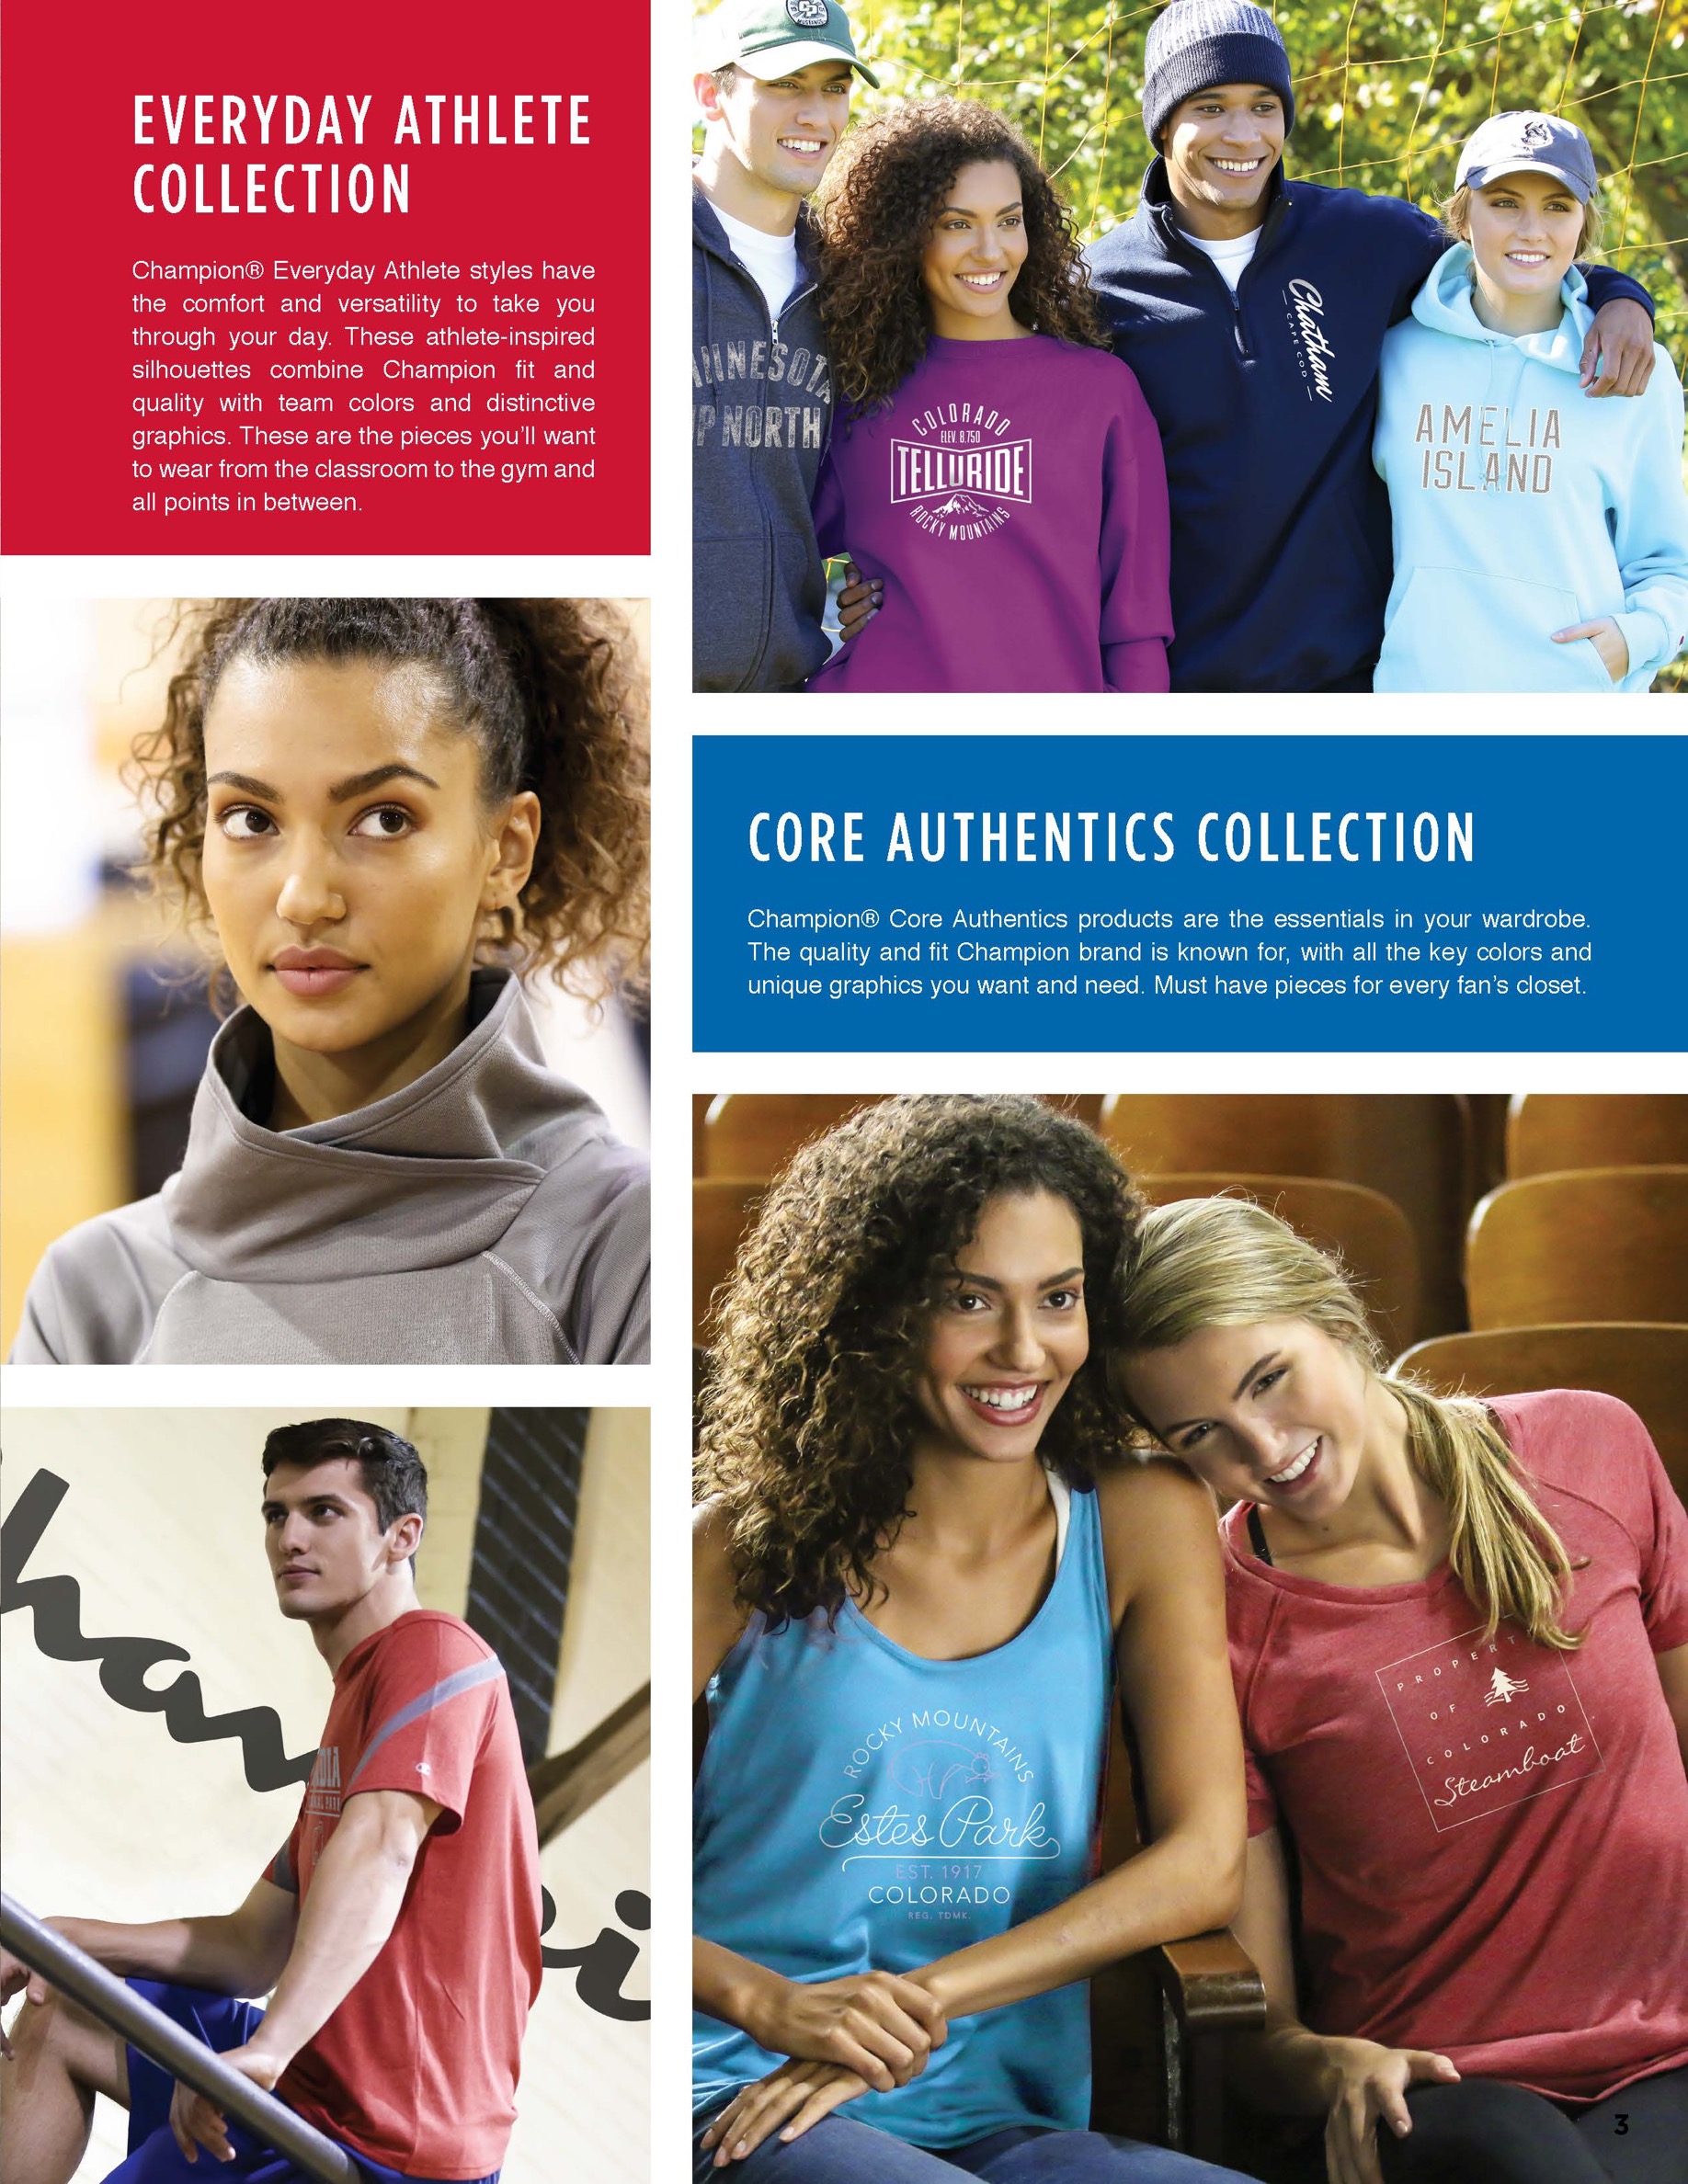 EVERYDAY ATHLETE
COLLECTION
Champion® Everyday Athlete styles have
the comfort and versatility to take you
through your day. These athlete-inspired
silhouettes combine Champion fit and
quality with team colors and distinctive
graphics. These are the pieces you’ll want
to wear from the classroom to the gym and
all points in between.
NORTH
COLORADO
ELEV. 8,750
TELLURIDE
ROCKY MOUNTAINS
Chatham
— CAPE COD —
AMELIA
ISLAND
CORE AUTHENTICS COLLECTION
Champion® Core Authentics products are the essentials in your wardrobe.
The quality and fit Champion brand is known for, with all the key colors and
unique graphics you want and need. Must have pieces for every fan’s closet.
ROCKY MOUNTAINS
Estes Park
EST. 1917
COLORADO
REG. TDMK.
PROPERT
OF
COLORADO
Steamboat
3